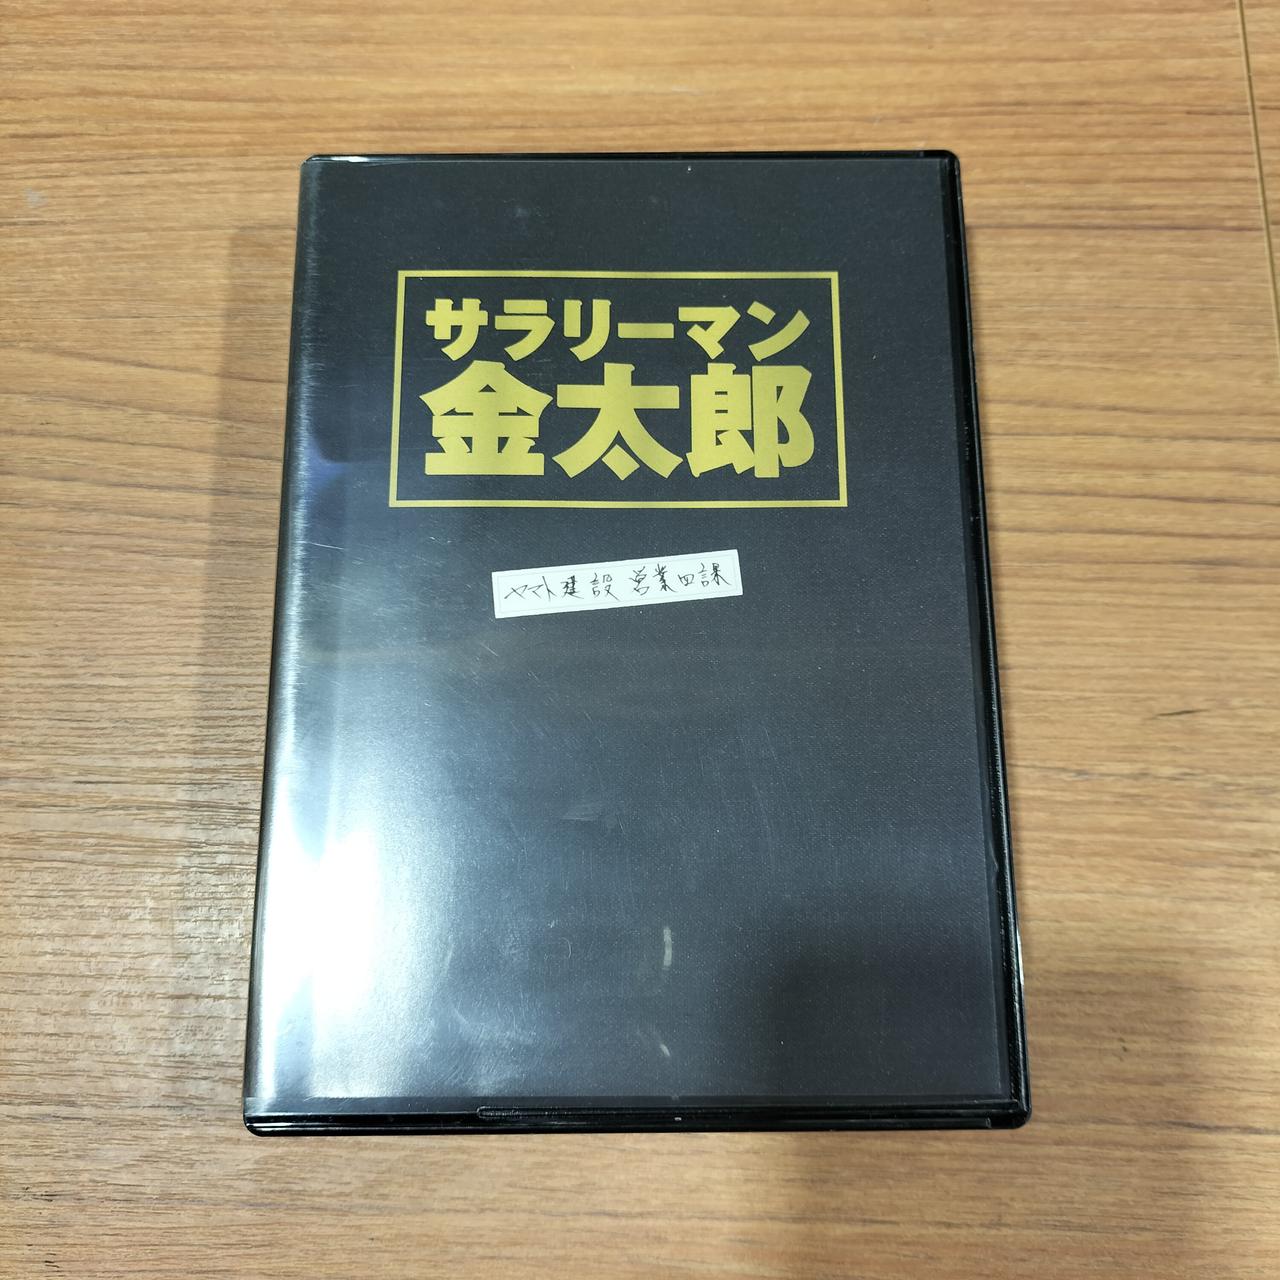 サラリーマン
金太郎
ヤマト建設 営業四課